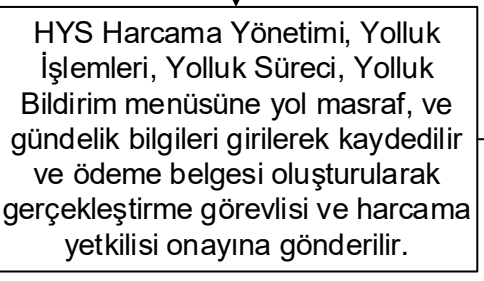 HYS Harcama Yönetimi, Yolluk
İşlemleri, Yolluk Süreci, Yolluk
Bildirim menüsüne yol masraf, ve
gündelik bilgileri girilerek kaydedilir
ve ödeme belgesi oluşturularak
gerçekleştirme görevlisi ve harcama
yetkilisi onayına gönderilir.